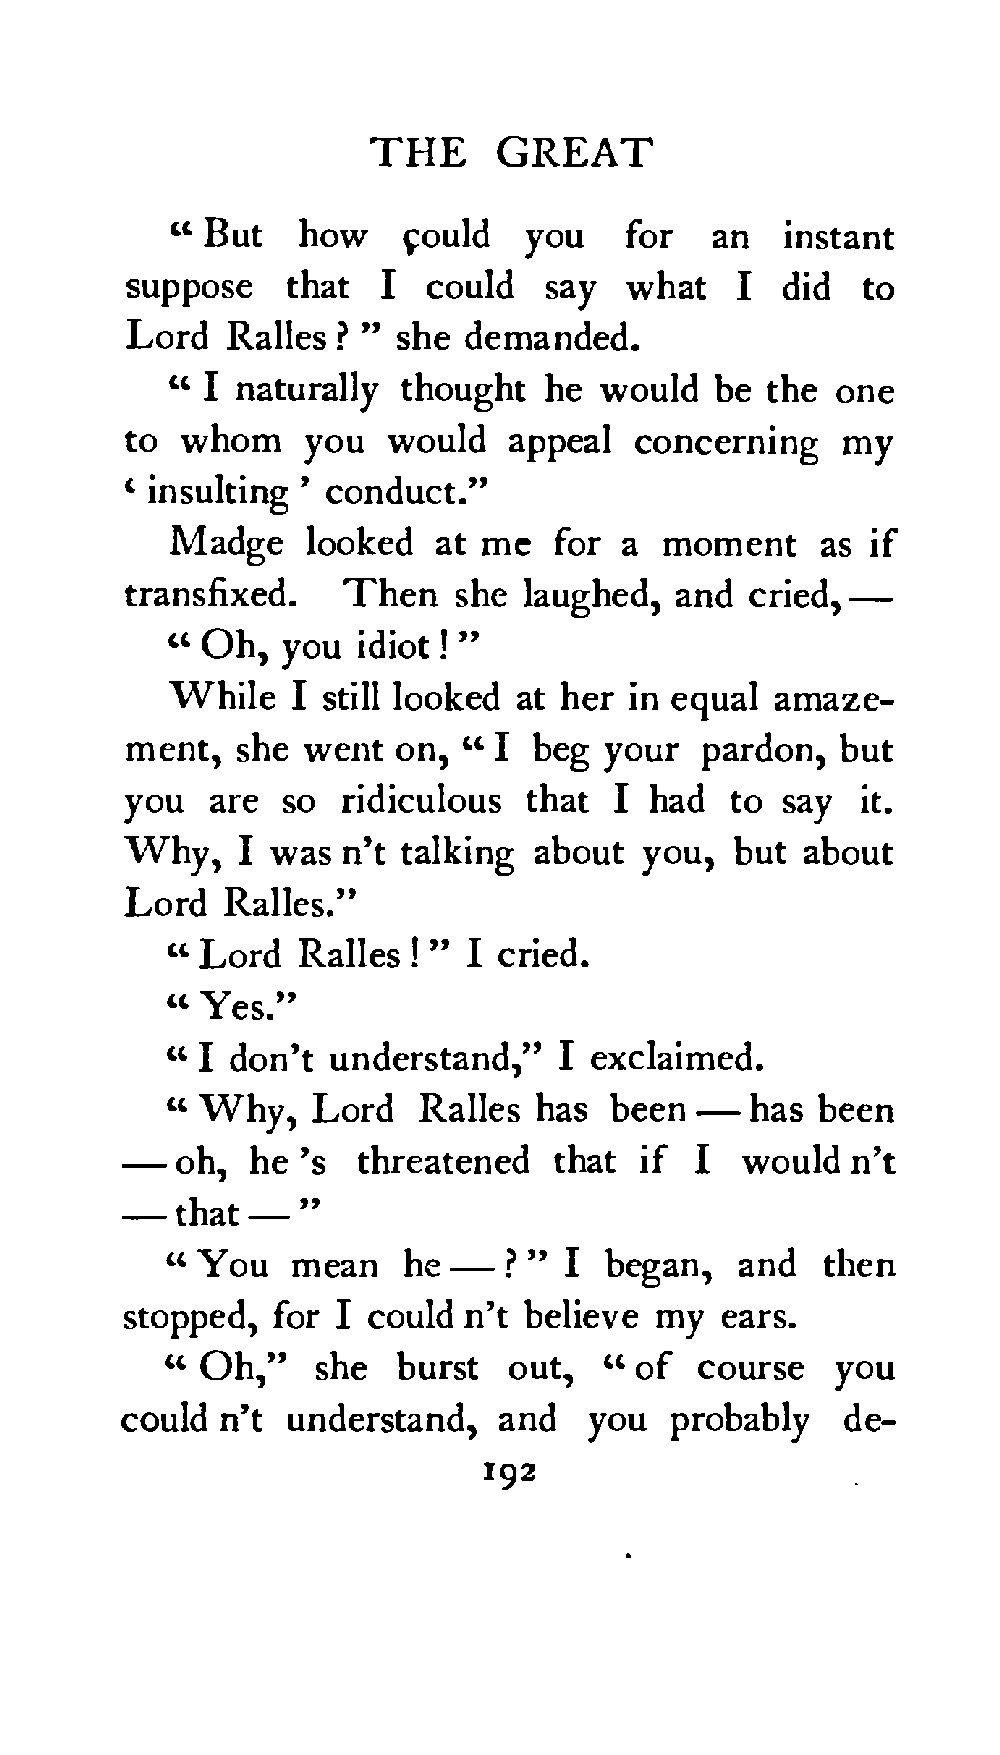 THE GREAT
“ But how could you for an instant
suppose that I could say what I did to
Lord Ralles ? ” she demanded.
“ I naturally thought he would be the one
to whom you would appeal concerning my
‘ insulting ’ conduct.”
Madge looked at me for a moment as if
transfixed. Then she laughed, and cried, —
“ Oh, you idiot ! ”
While I still looked at her in equal amaze-
ment, she went on, “ I beg your pardon, but
you are so ridiculous that I had to say it.
Why, I was n’t talking about you, but about
Lord Ralles.”
“ Lord Ralles ! ” I cried.
“ Yes.”
“ I don’t understand,” I exclaimed.
“ Why, Lord Ralles has been — has been
— oh, he ’s threatened that if I would n’t
— that — ”
“ You mean he — ? ” I began, and then
stopped, for I could n’t believe my ears.
“ Oh,” she burst out, “ of course you
could n’t understand, and you probably de-
192